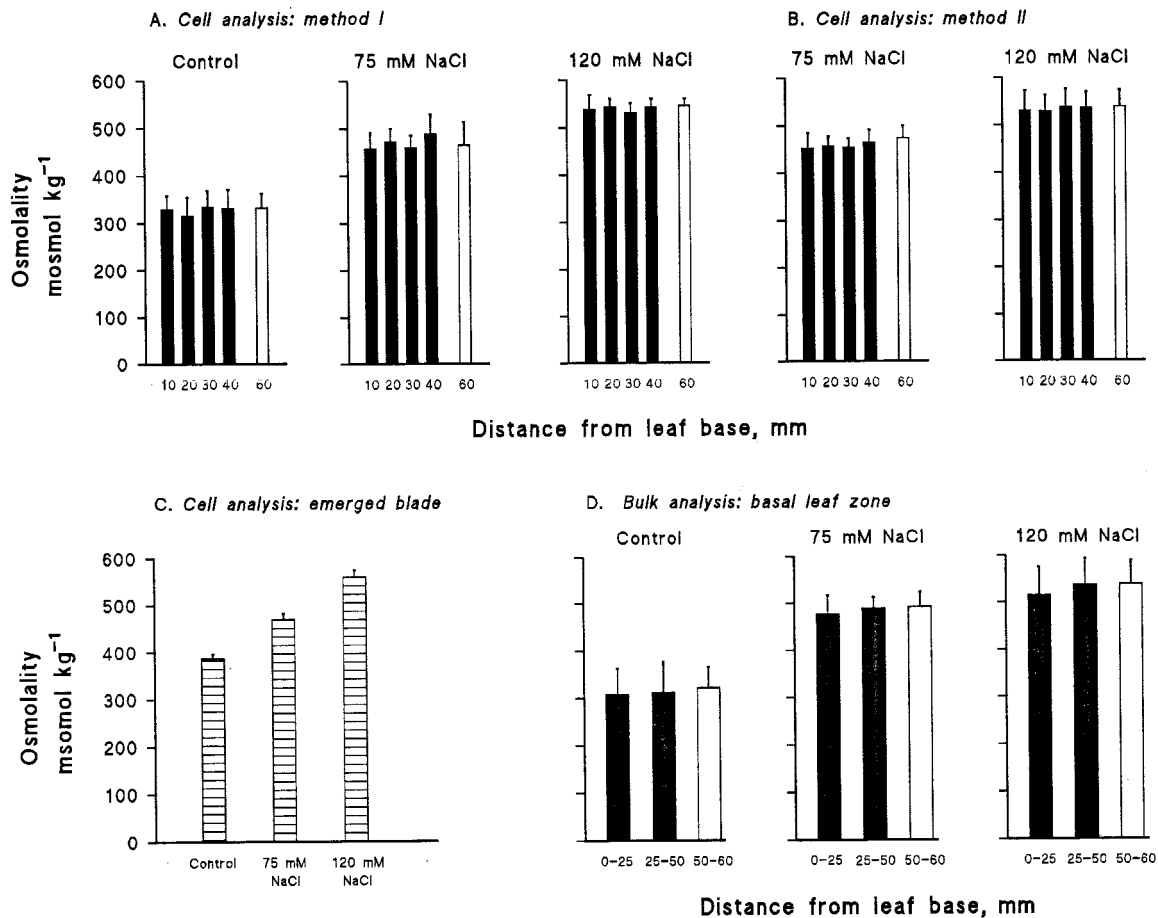 A. Cell analysis: method I
B. Cell analysis: method II
Control
75 mM NaCl
120 mM NaCl
75 mM NaCl
120 mM NaCl
Osmolality
mosmol kg⁻¹
600
500
400
300
200
100
0
10 20 30 40 60
10 20 30 40 60
10 20 30 40 60
10 20 30 40 60
10 20 30 40 60
Distance from leaf base, mm
C. Cell analysis: emerged blade
D. Bulk analysis: basal leaf zone
Control
75 mM NaCl
120 mM NaCl
Osmolality
msomol kg⁻¹
600
500
400
300
200
100
0
Control
75 mM
NaCl
120 mM
NaCl
0-25 25-50 50-60
0-25 25-50 50-60
0-25 25-50 50-60
Distance from leaf base, mm